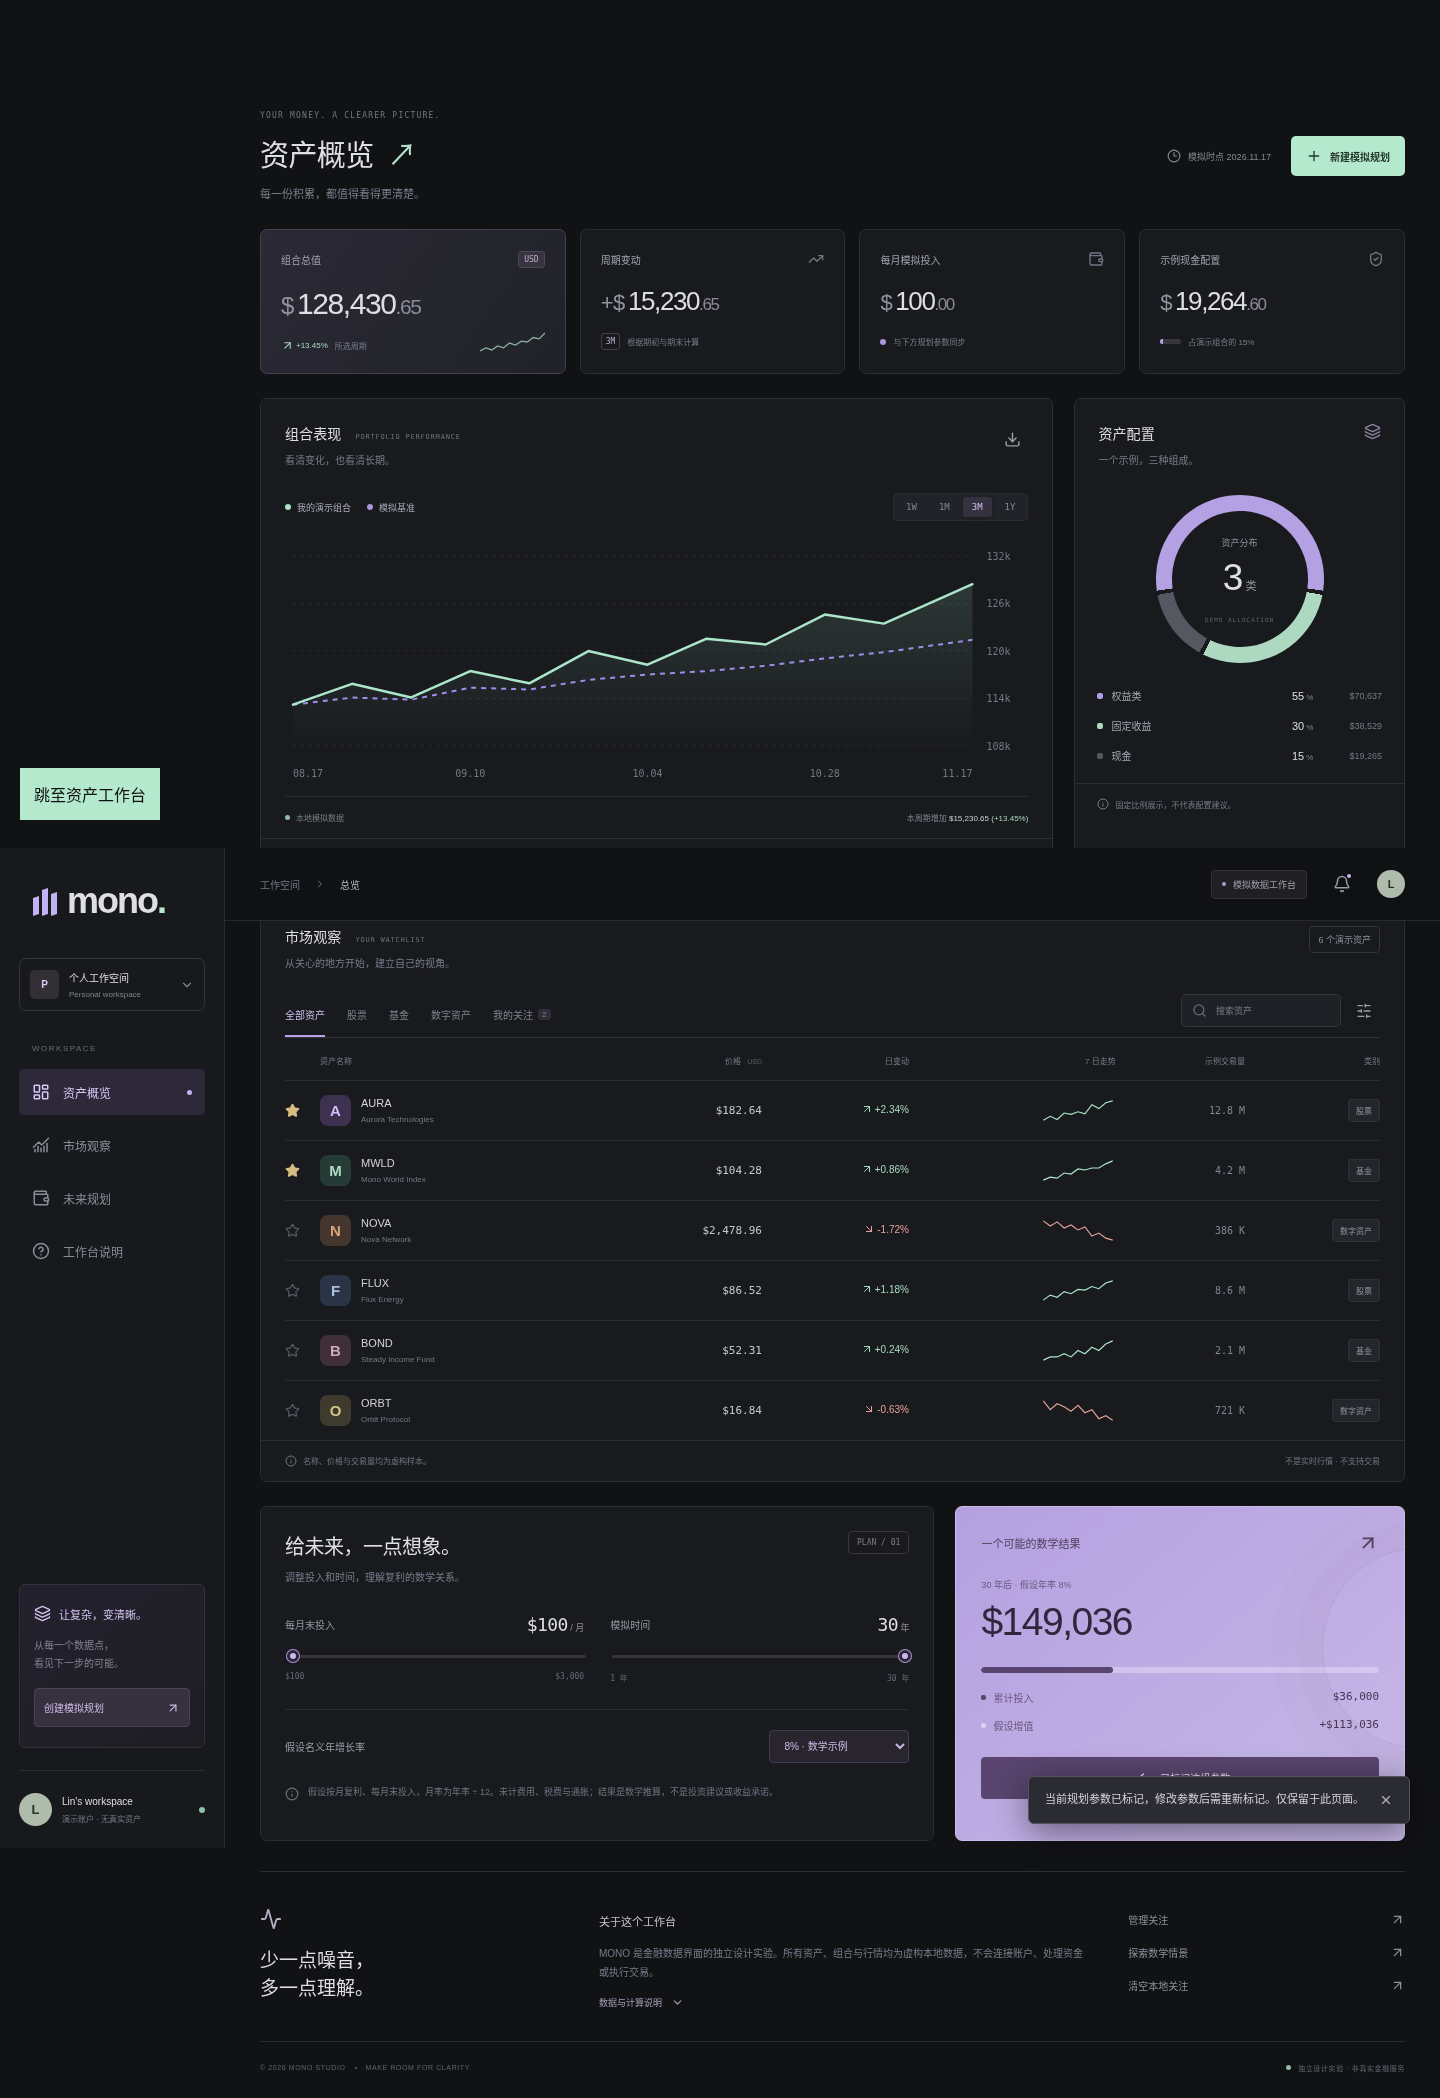 YOUR MONEY. A CLEARER PICTURE.
资产概览
每一份积累，都值得看得更清楚。
模拟时点 2026.11.17
新建模拟规划
组合总值
USD
$128,430.65
+13.45% 所选周期
周期变动
+$15,230.65
3M 根据期初与期末计算
每月模拟投入
$100.00
与下方规划参数同步
示例现金配置
$19,264.60
占演示组合的 15%
组合表现 PORTFOLIO PERFORMANCE
看清变化，也看清长期。
我的演示组合 模拟基准
1W 1M 3M 1Y
132k
126k
120k
114k
108k
08.17 09.10 10.04 10.28 11.17
本地模拟数据
本周期增加 $15,230.65 (+13.45%)
资产配置
一个示例，三种组成。
资产分布
3 类
DEMO ALLOCATION
权益类 55 % $70,637
固定收益 30 % $38,529
现金 15 % $19,265
固定比例展示，不代表配置建议。
跳至资产工作台
mono.
个人工作空间
P
Personal workspace
WORKSPACE
资产概览
市场观察
未来规划
工作台说明
让复杂，变清晰。
从每一个数据点，
看见下一步的可能。
创建模拟规划
L
Lin's workspace
演示账户 · 无真实资产
工作空间 总览
模拟数据工作台
L
市场观察 YOUR WATCHLIST
6 个演示资产
从关心的地方开始，建立自己的视角。
全部资产 股票 基金 数字资产 我的关注 2
搜索资产
资产名称 价格 USD 日变动 7 日走势 示例交易量 类别
A AURA $182.64 +2.34% 12.8 M 股票
Aurora Technologies
M MWLD $104.28 +0.86% 4.2 M 基金
Mono World Index
N NOVA $2,478.96 -1.72% 386 K 数字资产
Nova Network
F FLUX $86.52 +1.18% 8.6 M 股票
Flux Energy
B BOND $52.31 +0.24% 2.1 M 基金
Steady Income Fund
O ORBT $16.84 -0.63% 721 K 数字资产
Orbit Protocol
名称、价格与交易量均为虚构样本。
不是实时行情 · 不支持交易
给未来，一点想象。
PLAN / 01
调整投入和时间，理解复利的数学关系。
每月末投入 $100 / 月
$100 $3,000
模拟时间 30 年
1 年 30 年
假设名义年增长率
8% · 数学示例
假设按月复利、每月末投入，月率为年率 ÷ 12。未计费用、税费与通胀；结果是数学推算，不是投资建议或收益承诺。
一个可能的数学结果
30 年后 · 假设年率 8%
$149,036
累计投入 $36,000
假设增值 +$113,036
当前规划参数已标记，修改参数后需重新标记。仅保留于此页面。
少一点噪音，
多一点理解。
关于这个工作台
MONO 是金融数据界面的独立设计实验。所有资产、组合与行情均为虚构本地数据，不会连接账户、处理资金
或执行交易。
数据与计算说明
管理关注
探索数学情景
清空本地关注
© 2026 MONO STUDIO • MAKE ROOM FOR CLARITY.
独立设计实验 · 非真实金融服务